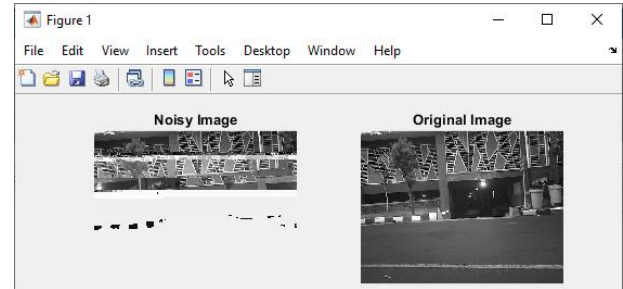 Figure 1
File Edit View Insert Tools Desktop Window Help
Noisy Image
Original Image